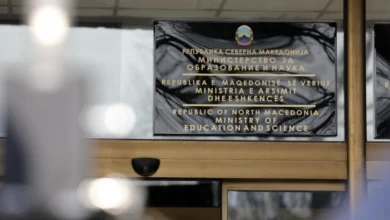 РЕПУБЛИКА СЕВЕРНА МАКЕДОНИЈА
МИНИСТЕРСТВО ЗА
ОБРАЗОВАНИЕ И НАУКА
REPUBLIKA E MAQEDONISË SË VERIUT
MINISTRIA E ARSIMIT
DHE SHKENCËS
REPUBLIC OF NORTH MACEDONIA
MINISTRY OF
EDUCATION AND SCIENCE